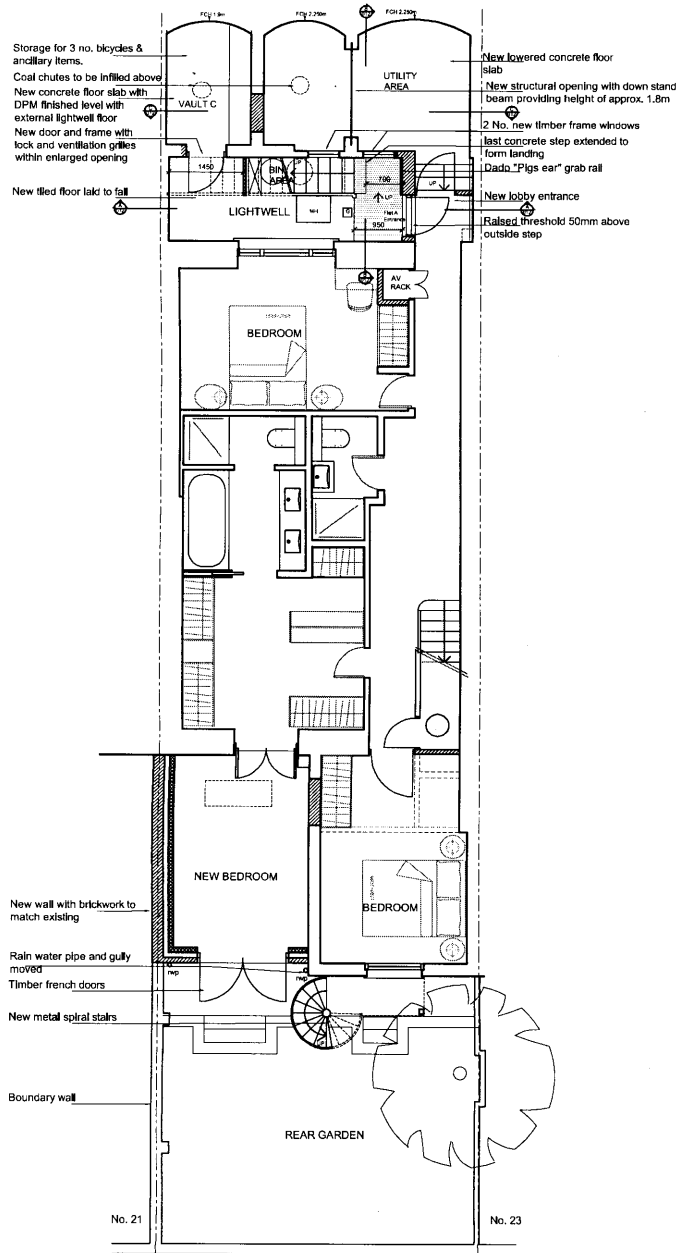 FCH 1.9m
FCH 2.250m
FCH 2.250m
Storage for 3 no. bicycles &
ancillary items.
Coal chutes to be infilled above
New concrete floor slab with
DPM finished level with
external lightwell floor
New door and frame with
lock and ventilation grilles
within enlarged opening
New tiled floor laid to fall
VAULT C
UTILITY
AREA
New lowered concrete floor
slab
New structural opening with down stand
beam providing height of approx. 1.8m
2 No. new timber frame windows
last concrete step extended to
form landing
Dado "Pigs ear" grab rail
New lobby entrance
Raised threshold 50mm above
outside step
1450
BIN
AREA
700
UP
UP
LIGHTWELL
MH
G
Flat A
Entrance
950
AV
RACK
BEDROOM
NEW BEDROOM
BEDROOM
New wall with brickwork to
match existing
Rain water pipe and gully
moved
rwp
rwp
Timber french doors
New metal spiral stairs
Boundary wall
REAR GARDEN
No. 21
No. 23